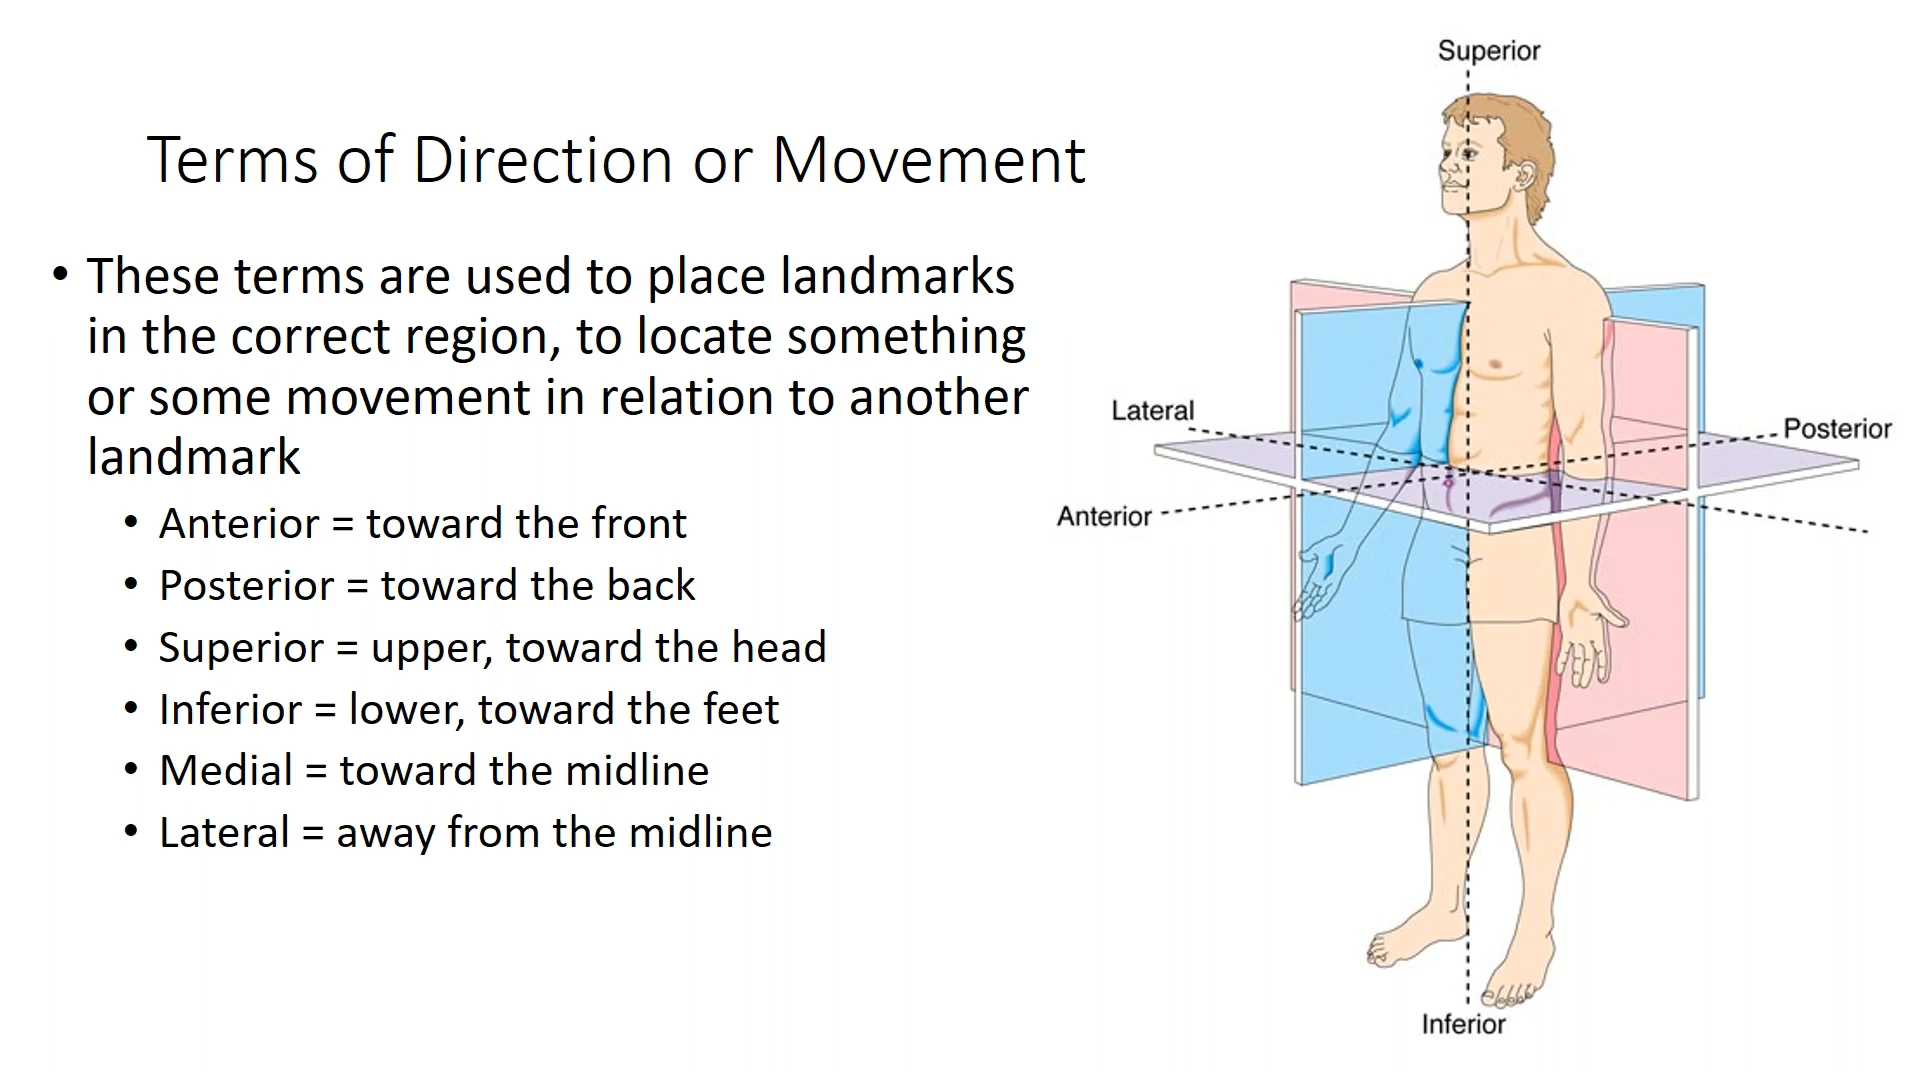 Terms of Direction or Movement
• These terms are used to place landmarks
in the correct region, to locate something
or some movement in relation to another
landmark
• Anterior = toward the front
• Posterior = toward the back
• Superior = upper, toward the head
• Inferior = lower, toward the feet
• Medial = toward the midline
• Lateral = away from the midline
Superior
Lateral
Posterior
Anterior
Inferior